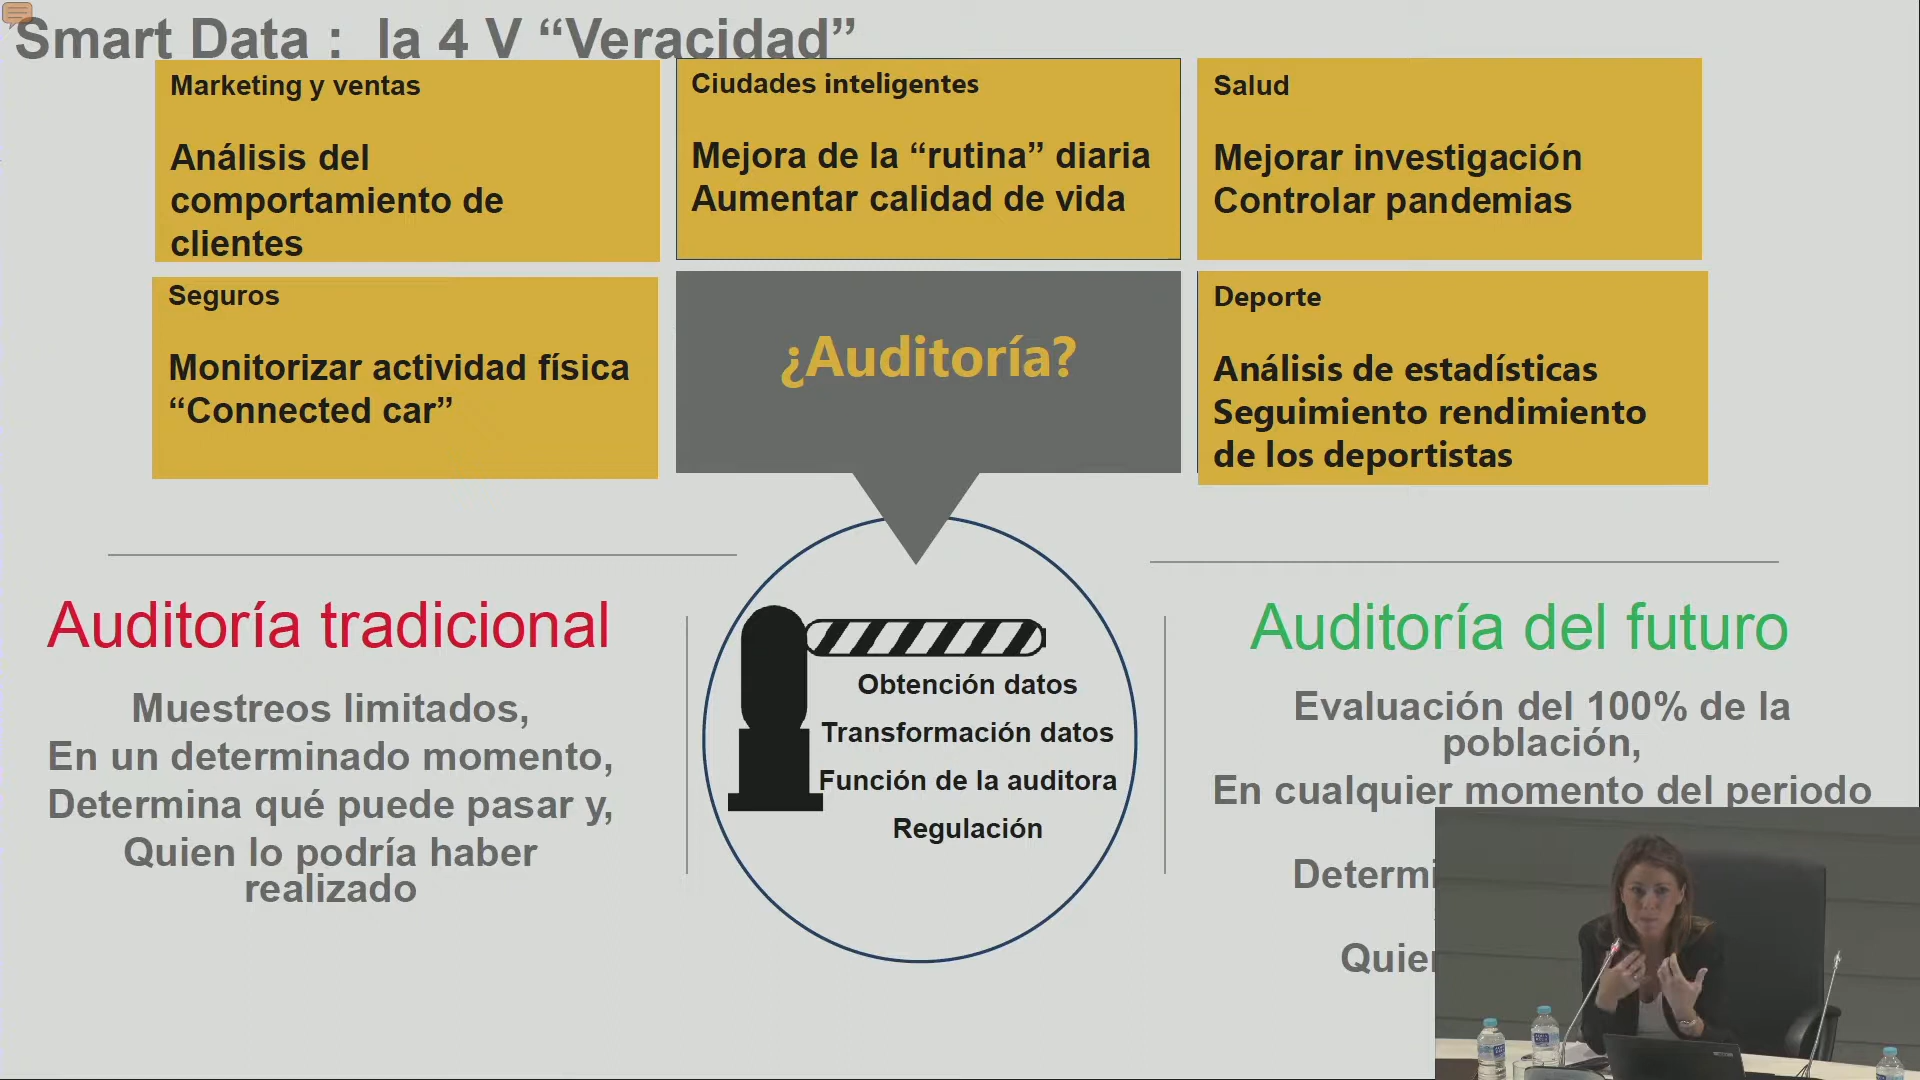 Smart Data : la 4 V “Veracidad”
Marketing y ventas
Análisis del
comportamiento de
clientes
Ciudades inteligentes
Mejora de la “rutina” diaria
Aumentar calidad de vida
Salud
Mejorar investigación
Controlar pandemias
Seguros
Monitorizar actividad física
“Connected car”
¿Auditoría?
Deporte
Análisis de estadísticas
Seguimiento rendimiento
de los deportistas
Auditoría tradicional
Muestreos limitados,
En un determinado momento,
Determina qué puede pasar y,
Quien lo podría haber
realizado
Obtención datos
Transformación datos
Función de la auditora
Regulación
Auditoría del futuro
Evaluación del 100% de la
población,
En cualquier momento del periodo